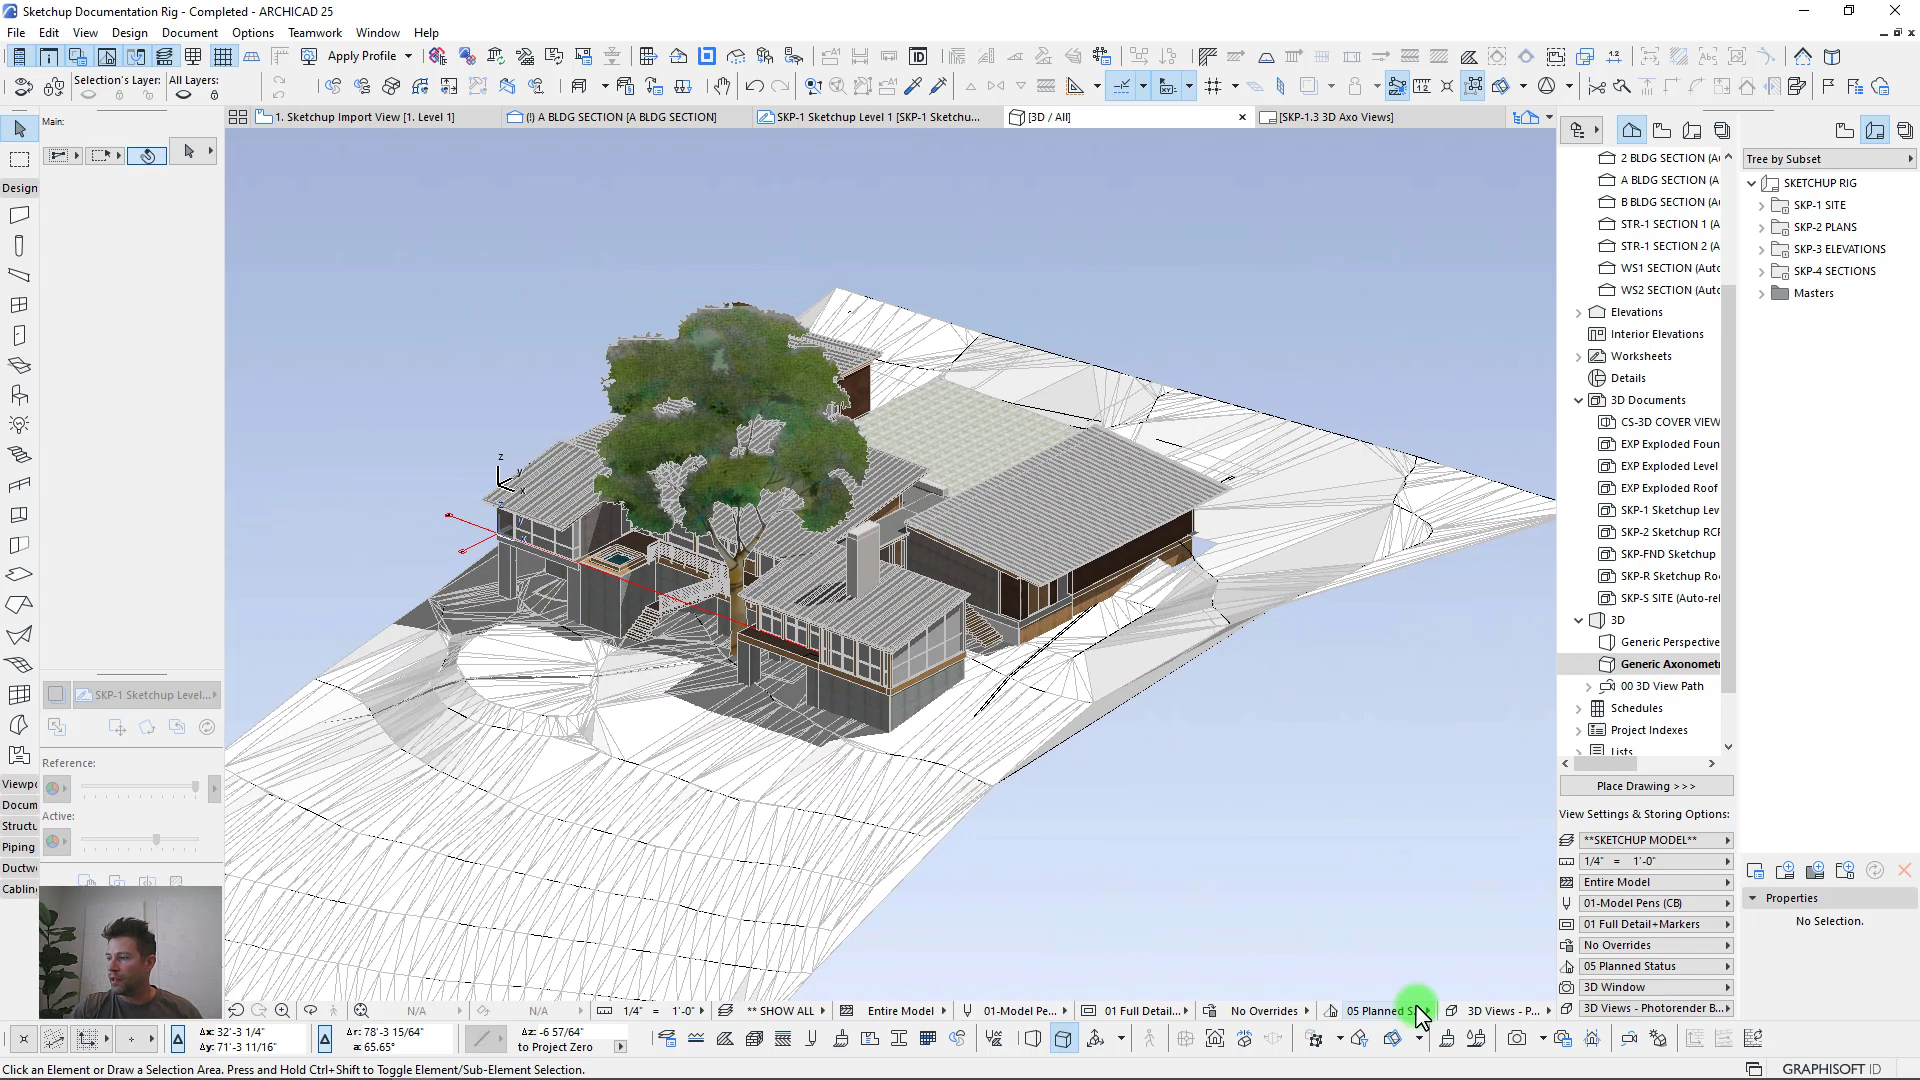 Sketchup Documentation Rig - Completed - ARCHICAD 25
File Edit View Design Document Options Teamwork Window Help
Apply Profile
Selection's Layer: All Layers:
1. Sketchup Import View [1. Level 1]
(!) A BLDG SECTION [A BLDG SECTION]
SKP-1 Sketchup Level 1 [SKP-1 Sketchu...
[3D / All]
[SKP-1.3 3D Axo Views]
Main:
Design
Viewpo
Docum
Structu
Piping
Ductwo
Cabling
SKP-1 Sketchup Level...
Reference:
Active:
z
y
x
2 BLDG SECTION (Au
A BLDG SECTION (A
B BLDG SECTION (Au
STR-1 SECTION 1 (A
STR-1 SECTION 2 (A
WS1 SECTION (Auto
WS2 SECTION (Auto
Elevations
Interior Elevations
Worksheets
Details
3D Documents
CS-3D COVER VIEW
EXP Exploded Foun
EXP Exploded Level
EXP Exploded Roof
SKP-1 Sketchup Lev
SKP-2 Sketchup RCP
SKP-FND Sketchup
SKP-R Sketchup Roo
SKP-S SITE (Auto-rel
3D
Generic Perspective
Generic Axonometr
00 3D View Path
Schedules
Project Indexes
Lists
Place Drawing >>>
View Settings & Storing Options:
**SKETCHUP MODEL**
1/4" = 1'-0"
Entire Model
01-Model Pens (CB)
01 Full Detail+Markers
No Overrides
05 Planned Status
3D Window
3D Views - Photorender B...
Tree by Subset
SKETCHUP RIG
SKP-1 SITE
SKP-2 PLANS
SKP-3 ELEVATIONS
SKP-4 SECTIONS
Masters
Properties
No Selection.
N/A N/A 1/4" = 1'-0" ** SHOW ALL Entire Model 01-Model Pe... 01 Full Detail... No Overrides 05 Planned S 3D Views - P...
Δx: 32'-3 1/4"
Δy: 71'-3 11/16"
Δr: 78'-3 15/64"
a: 65.65°
Δz: -6 57/64"
to Project Zero
Click an Element or Draw a Selection Area. Press and Hold Ctrl+Shift to Toggle Element/Sub-Element Selection.
GRAPHISOFT ID